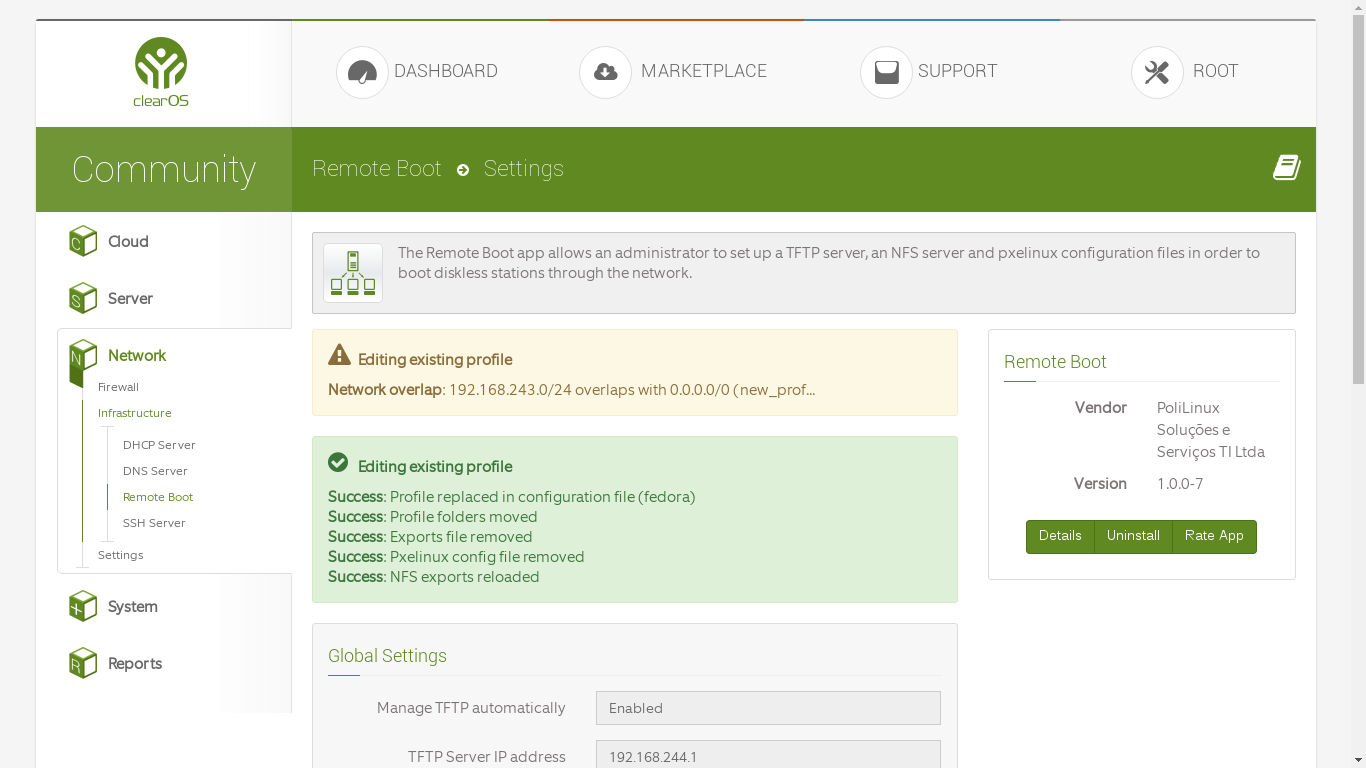 clearOS
DASHBOARD
MARKETPLACE
SUPPORT
ROOT
Community
Remote Boot
Settings
C Cloud
S Server
N Network
Firewall
Infrastructure
DHCP Server
DNS Server
Remote Boot
SSH Server
Settings
System
R Reports
The Remote Boot app allows an administrator to set up a TFTP server, an NFS server and pxelinux configuration files in order to
boot diskless stations through the network.
Editing existing profile
Network overlap: 192.168.243.0/24 overlaps with 0.0.0.0/0 (new_prof...
Editing existing profile
Success: Profile replaced in configuration file (fedora)
Success: Profile folders moved
Success: Exports file removed
Success: Pxelinux config file removed
Success: NFS exports reloaded
Global Settings
Manage TFTP automatically Enabled
TFTP Server IP address 192.168.244.1
Remote Boot
Vendor PoliLinux
Soluções e
Serviços TI Ltda
Version 1.0.0-7
Details Uninstall Rate App